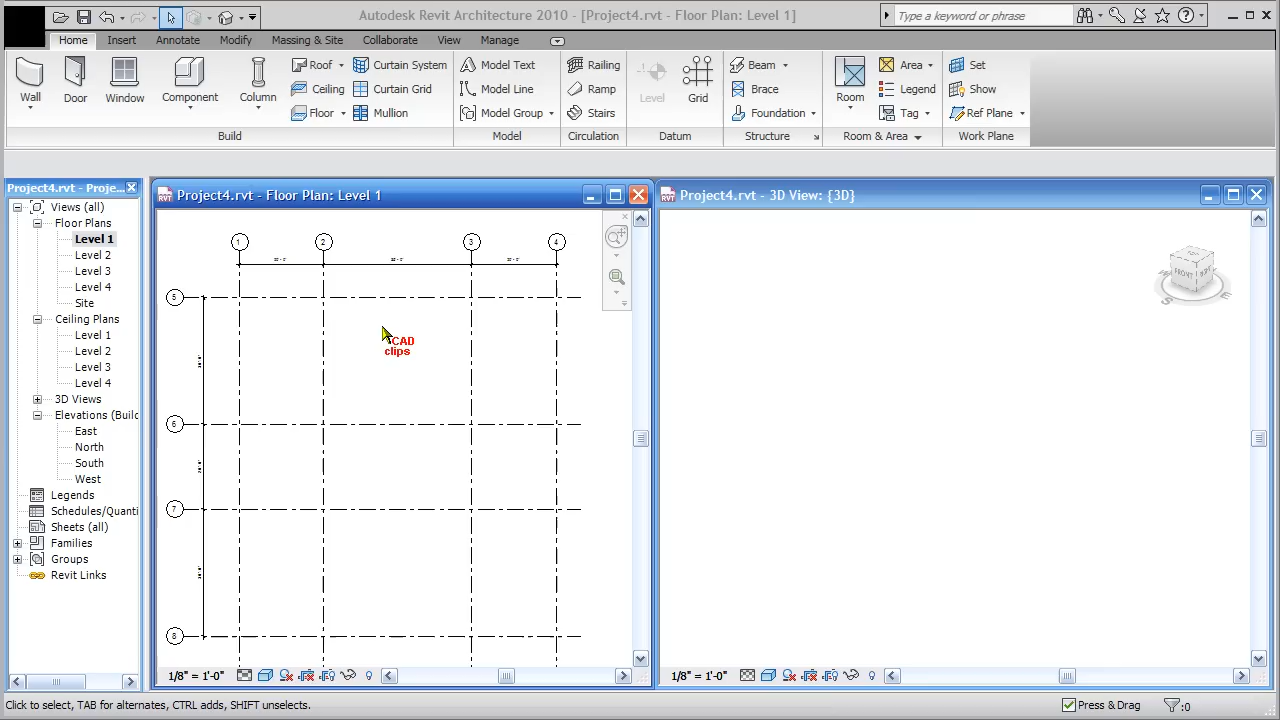 Autodesk Revit Architecture 2010 - [Project4.rvt - Floor Plan: Level 1]
Type a keyword or phrase
Home Insert Annotate Modify Massing & Site Collaborate View Manage
Wall Door Window Component Column
Roof Curtain System
Ceiling Curtain Grid
Floor Mullion
Build
Model Text
Model Line
Model Group
Model
Railing
Ramp
Stairs
Circulation
Level Grid
Datum
Beam
Brace
Foundation
Structure
Room
Area
Legend
Tag
Room & Area
Set
Show
Ref Plane
Work Plane
Project4.rvt - Proje...
Views (all)
Floor Plans
Level 1
Level 2
Level 3
Level 4
Site
Ceiling Plans
Level 1
Level 2
Level 3
Level 4
3D Views
Elevations (Build
East
North
South
West
Legends
Schedules/Quanti
Sheets (all)
Families
Groups
Revit Links
Project4.rvt - Floor Plan: Level 1
1 2 3 4
5
6
7
8
CAD
clips
1/8" = 1'-0"
Project4.rvt - 3D View: {3D}
FRONT
S E
1/8" = 1'-0"
Click to select, TAB for alternates, CTRL adds, SHIFT unselects.
Press & Drag
:0